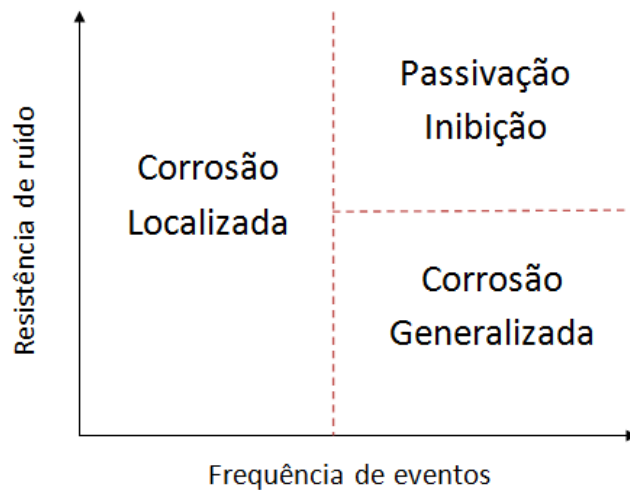 Resistência de ruído
Corrosão
Localizada
Passivação
Inibição
Corrosão
Generalizada
Frequência de eventos